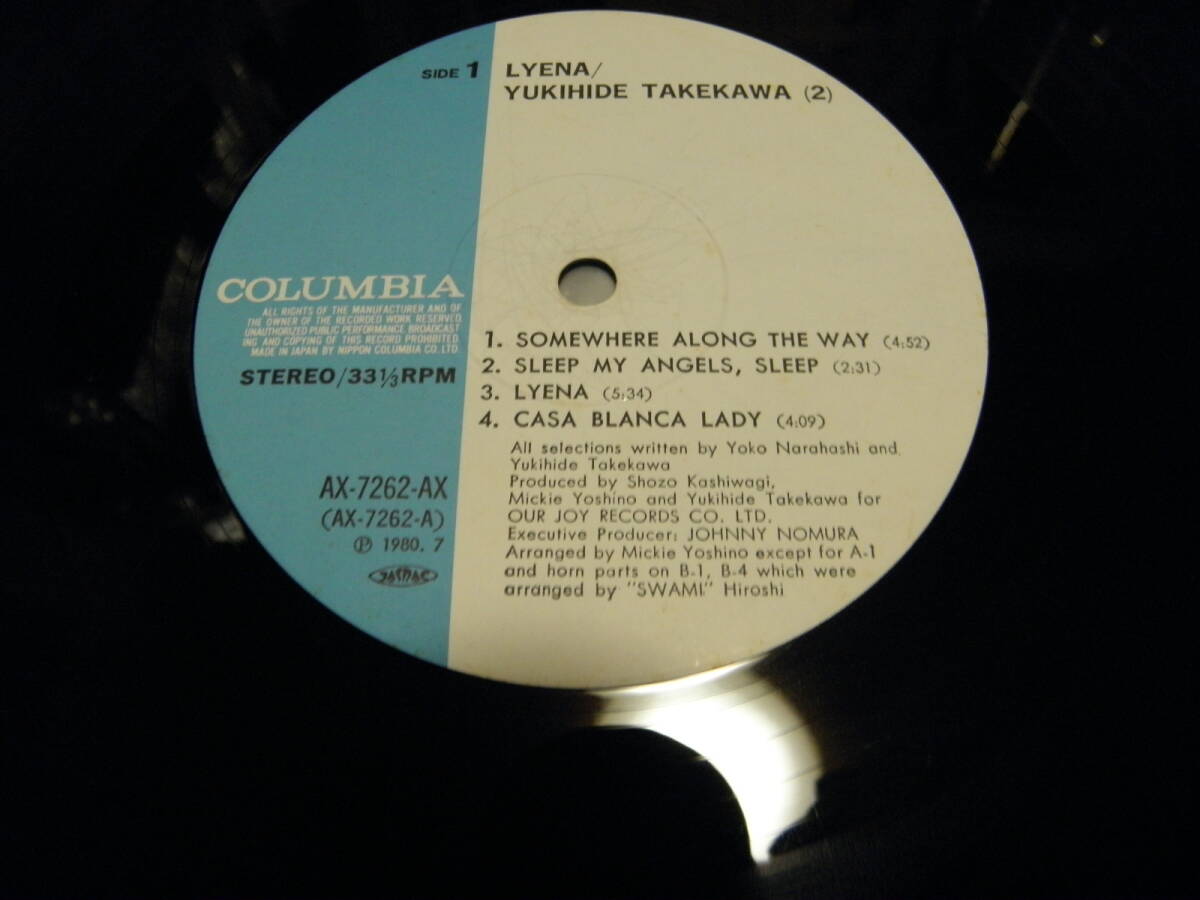 SIDE 1
LYENA/
YUKIHIDE TAKEKAWA (2)
COLUMBIA
ALL RIGHTS OF THE MANUFACTURER AND OF
THE OWNER OF THE RECORDED WORK RESERVED.
UNAUTHORIZED PUBLIC PERFORMANCE. BROADCAST
ING AND COPYING OF THIS RECORD PROHIBITED.
MADE IN JAPAN BY NIPPON COLUMBIA CO. LTD.
STEREO/33 1/3 RPM
AX-7262-AX
(AX-7262-A)
Ⓟ 1980. 7
JASRAC
1. SOMEWHERE ALONG THE WAY (4:52)
2. SLEEP MY ANGELS, SLEEP (2:31)
3. LYENA (5:34)
4. CASA BLANCA LADY (4:09)
All selections written by Yoko Narahashi and
Yukihide Takekawa
Produced by Shozo Kashiwagi,
Mickie Yoshino and Yukihide Takekawa for
OUR JOY RECORDS CO. LTD.
Executive Producer: JOHNNY NOMURA
Arranged by Mickie Yoshino except for A-1
and horn parts on B-1, B-4 which were
arranged by "SWAMI" Hiroshi